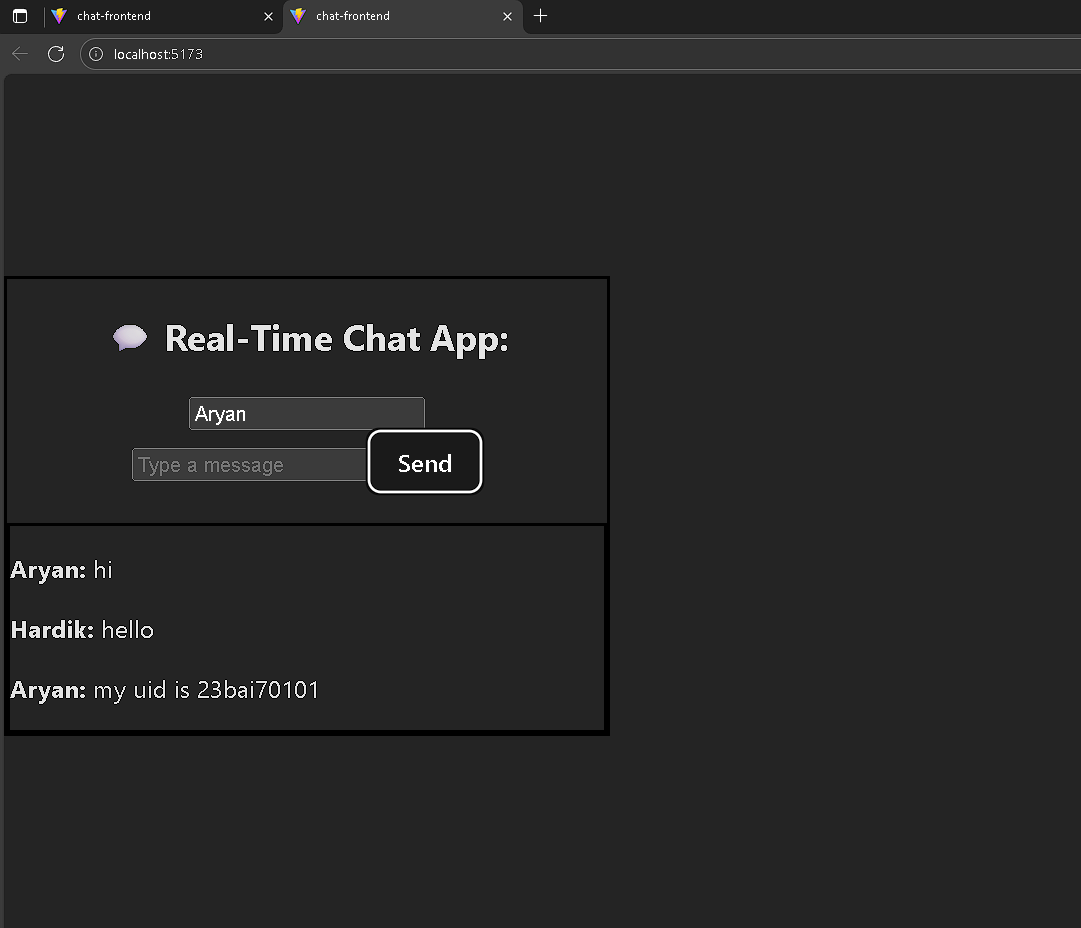 chat-frontend
chat-frontend
localhost:5173
Real-Time Chat App:
Aryan
Type a message
Send
Aryan: hi
Hardik: hello
Aryan: my uid is 23bai70101